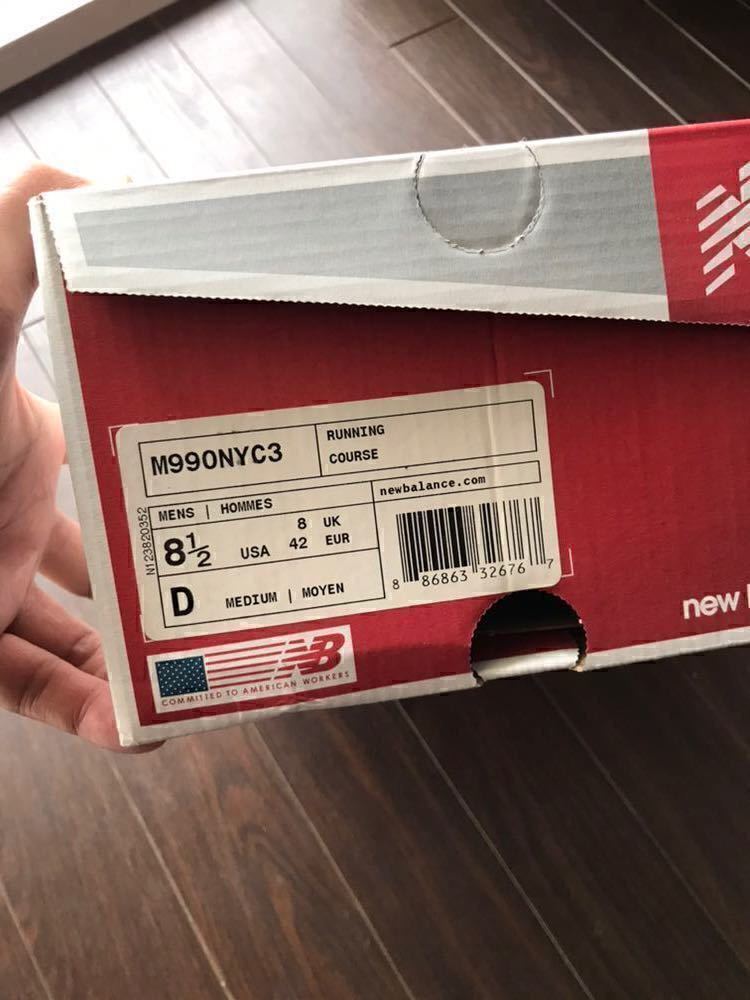 M990NYC3
RUNNING
COURSE
newbalance.com
MENS | HOMMES
8½ USA
8 UK
42 EUR
D MEDIUM | MOYEN
N123820352
8 86863 32676 7
new
NB
COMMITTED TO AMERICAN WORKERS